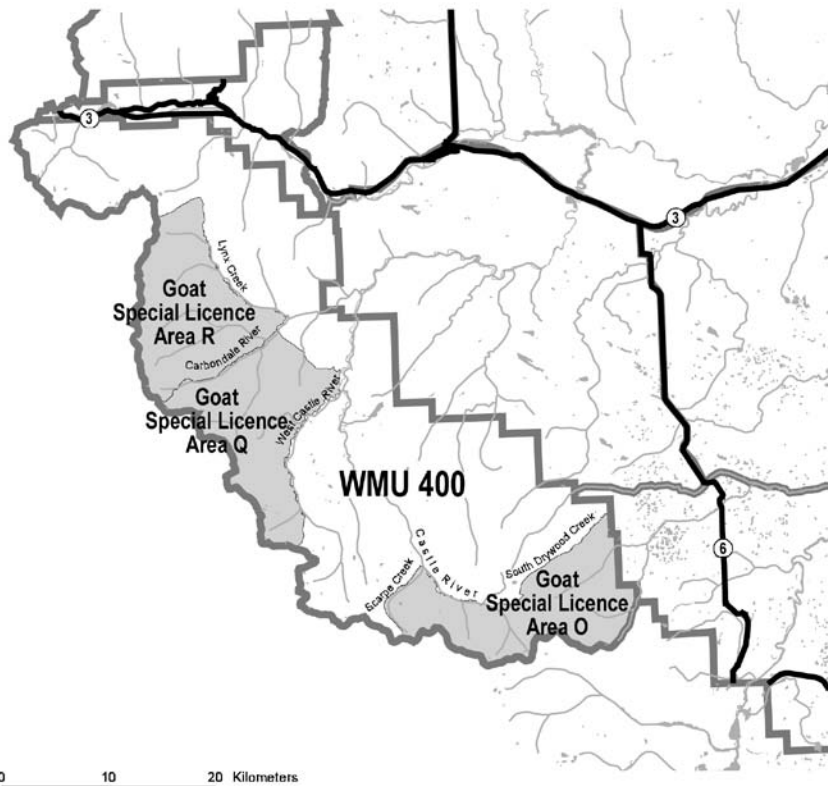 3
3
Lynx Creek
Goat
Special Licence
Area R
Carbondale River
Goat
Special Licence
Area Q
West Castle River
WMU 400
Castle River
South Drywood Creek
Scarpe Creek
Goat
Special Licence
Area O
6
0 10 20 Kilometers